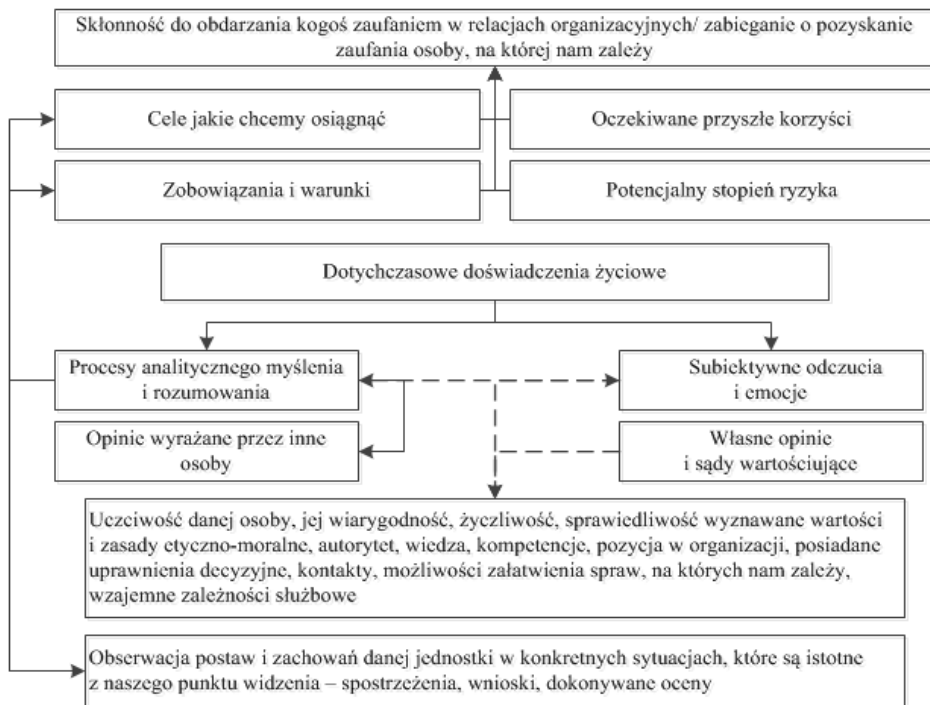 Skłonność do obdarzania kogoś zaufaniem w relacjach organizacyjnych/ zabieganie o pozyskanie
zaufania osoby, na której nam zależy
Cele jakie chcemy osiągnąć
Oczekiwane przyszłe korzyści
Zobowiązania i warunki
Potencjalny stopień ryzyka
Dotychczasowe doświadczenia życiowe
Procesy analitycznego myślenia
i rozumowania
Subiektywne odczucia
i emocje
Opinie wyrażane przez inne
osoby
Własne opinie
i sądy wartościujące
Uczciwość danej osoby, jej wiarygodność, życzliwość, sprawiedliwość wyznawane wartości
i zasady etyczno-moralne, autorytet, wiedza, kompetencje, pozycja w organizacji, posiadane
uprawnienia decyzyjne, kontakty, możliwości załatwienia spraw, na których nam zależy,
wzajemne zależności służbowe
Obserwacja postaw i zachowań danej jednostki w konkretnych sytuacjach, które są istotne
z naszego punktu widzenia – spostrzeżenia, wnioski, dokonywane oceny